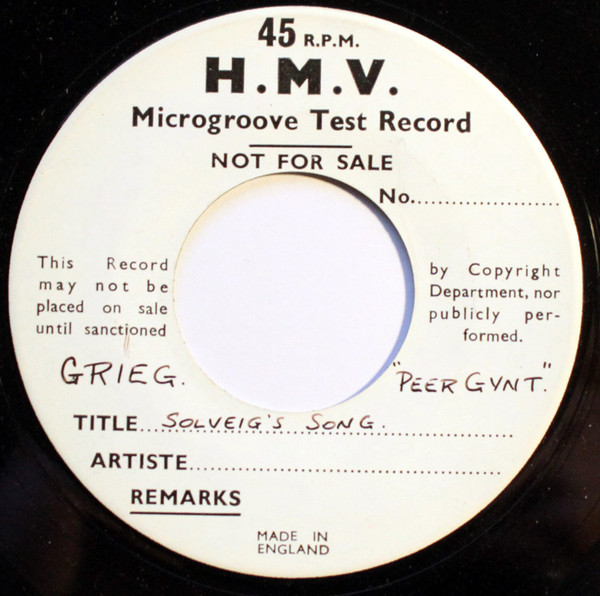 45 R.P.M.
H.M.V.
Microgroove Test Record
NOT FOR SALE
No.....................
This Record
may not be
placed on sale
until sanctioned
by Copyright
Department, nor
publicly per-
formed.
GRIEG. "PEER GYNT."
TITLE...SOLVEIG'S SONG...................
ARTISTE.............................................
REMARKS
MADE IN
ENGLAND